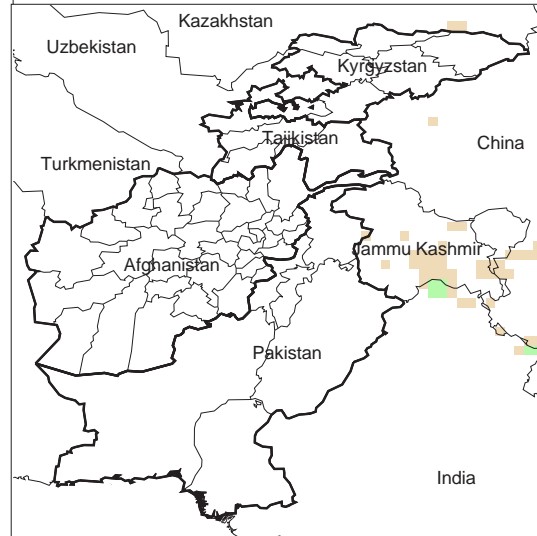 Kazakhstan
Uzbekistan
Kyrgyzstan
Tajikistan
China
Turkmenistan
Jammu Kashmir
Afghanistan
Pakistan
India